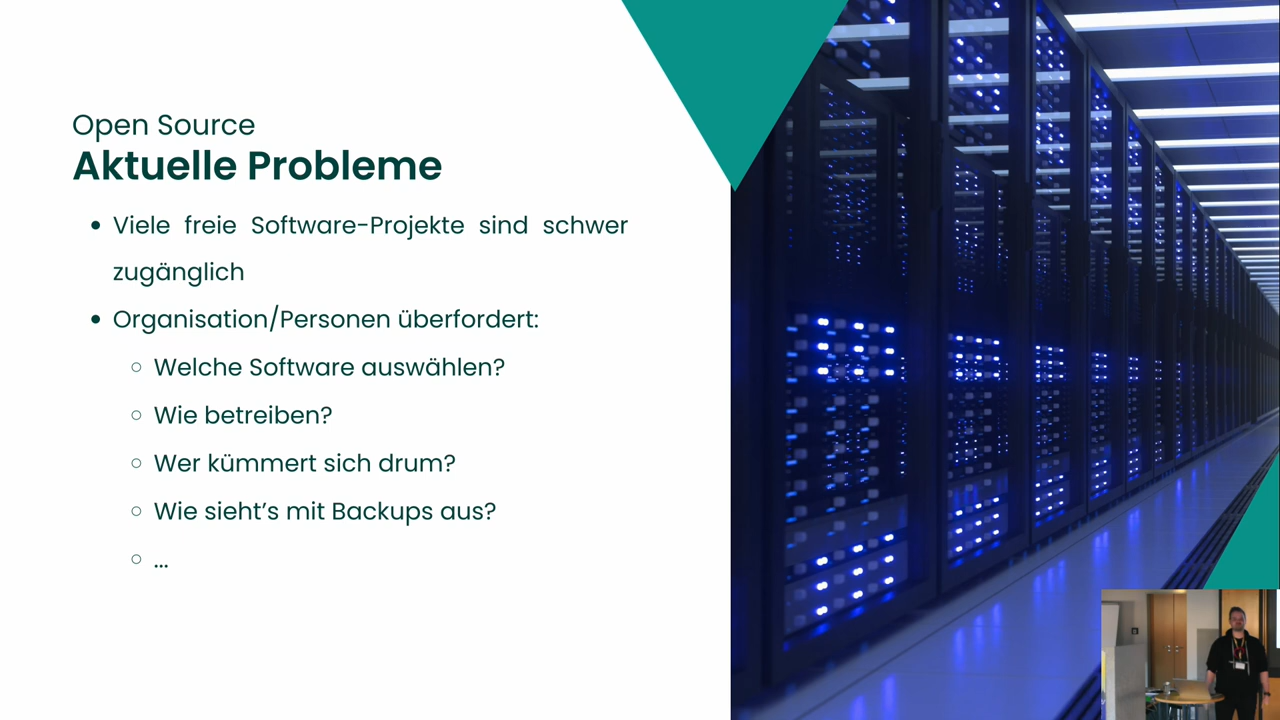 Open Source
Aktuelle Probleme
• Viele freie Software-Projekte sind schwer
zugänglich
• Organisation/Personen überfordert:
○ Welche Software auswählen?
○ Wie betreiben?
○ Wer kümmert sich drum?
○ Wie sieht’s mit Backups aus?
○ ...